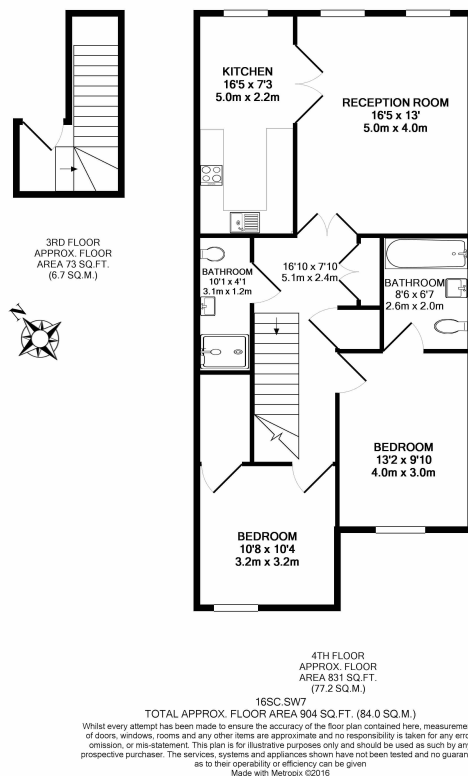 KITCHEN
16'5 x 7'3
5.0m x 2.2m
RECEPTION ROOM
16'5 x 13'
5.0m x 4.0m
3RD FLOOR
APPROX. FLOOR
AREA 73 SQ.FT.
(6.7 SQ.M.)
BATHROOM
10'1 x 4'1
3.1m x 1.2m
16'10 x 7'10
5.1m x 2.4m
BATHROOM
8'6 x 6'7
2.6m x 2.0m
N
BEDROOM
13'2 x 9'10
4.0m x 3.0m
BEDROOM
10'8 x 10'4
3.2m x 3.2m
4TH FLOOR
APPROX. FLOOR
AREA 831 SQ.FT.
(77.2 SQ.M.)
16SC.SW7
TOTAL APPROX. FLOOR AREA 904 SQ.FT. (84.0 SQ.M.)
Whilst every attempt has been made to ensure the accuracy of the floor plan contained here, measureme
of doors, windows, rooms and any other items are approximate and no responsibility is taken for any erro
omission, or mis-statement. This plan is for illustrative purposes only and should be used as such by an
prospective purchaser. The services, systems and appliances shown have not been tested and no guaran
as to their operability or efficiency can be given
Made with Metropix ©2016